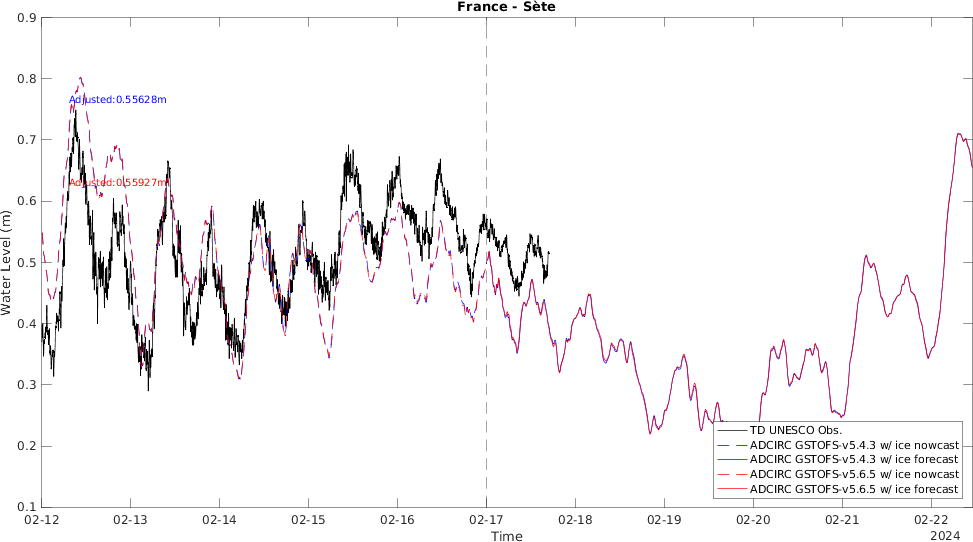 France - Sète
0.9
0.8
0.7
0.6
0.5
0.4
0.3
0.2
0.1
Water Level (m)
Adjusted:0.55628m
Adjusted:0.55927m
TD UNESCO Obs.
ADCIRC GSTOFS-v5.4.3 w/ ice nowcast
ADCIRC GSTOFS-v5.4.3 w/ ice forecast
ADCIRC GSTOFS-v5.6.5 w/ ice nowcast
ADCIRC GSTOFS-v5.6.5 w/ ice forecast
02-12 02-13 02-14 02-15 02-16 02-17 02-18 02-19 02-20 02-21 02-22
Time
2024